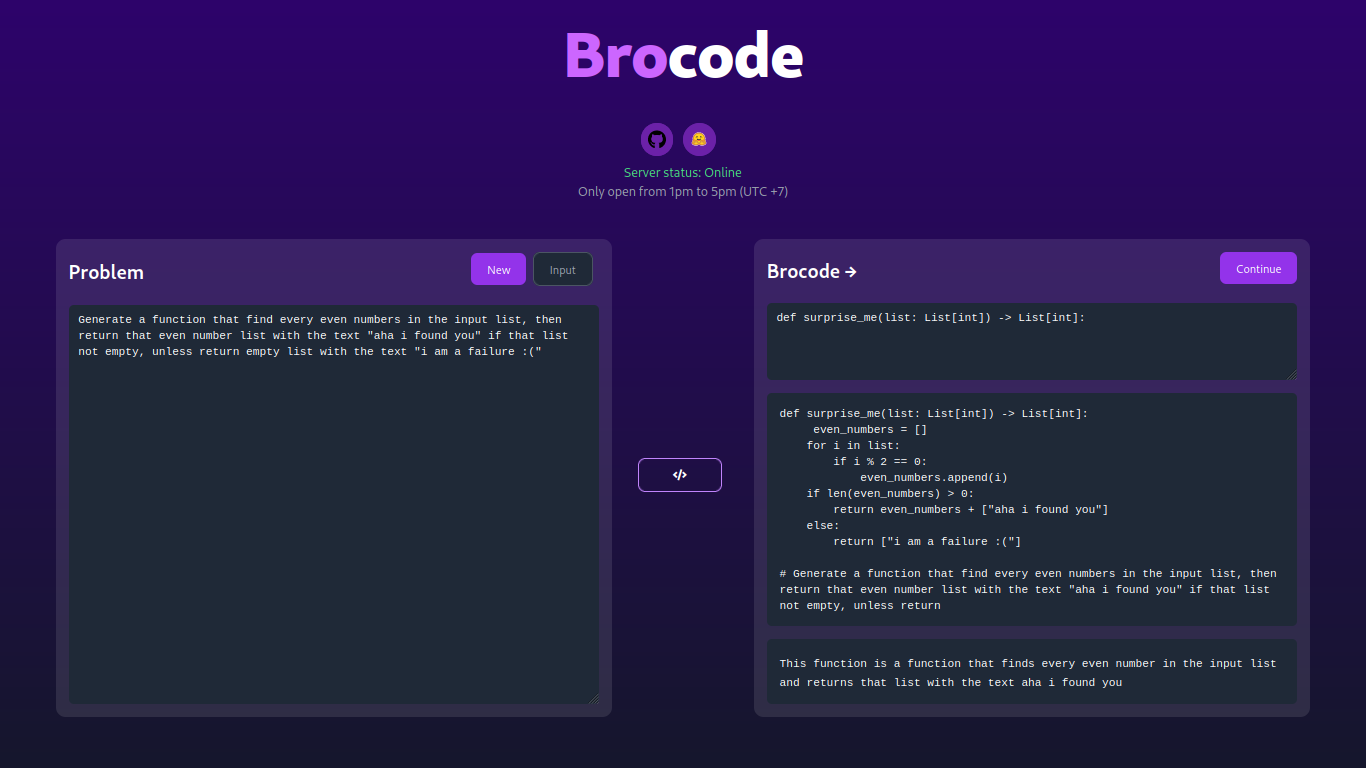 Brocode
Server status: Online
Only open from 1pm to 5pm (UTC +7)
Problem
New
Input
Generate a function that find every even numbers in the input list, then
return that even number list with the text "aha i found you" if that list
not empty, unless return empty list with the text "i am a failure :("
Brocode →
Continue
def surprise_me(list: List[int]) -> List[int]:
def surprise_me(list: List[int]) -> List[int]:
     even_numbers = []
    for i in list:
        if i % 2 == 0:
            even_numbers.append(i)
    if len(even_numbers) > 0:
        return even_numbers + ["aha i found you"]
    else:
        return ["i am a failure :("]
# Generate a function that find every even numbers in the input list, then
return that even number list with the text "aha i found you" if that list
not empty, unless return
This function is a function that finds every even number in the input list
and returns that list with the text aha i found you